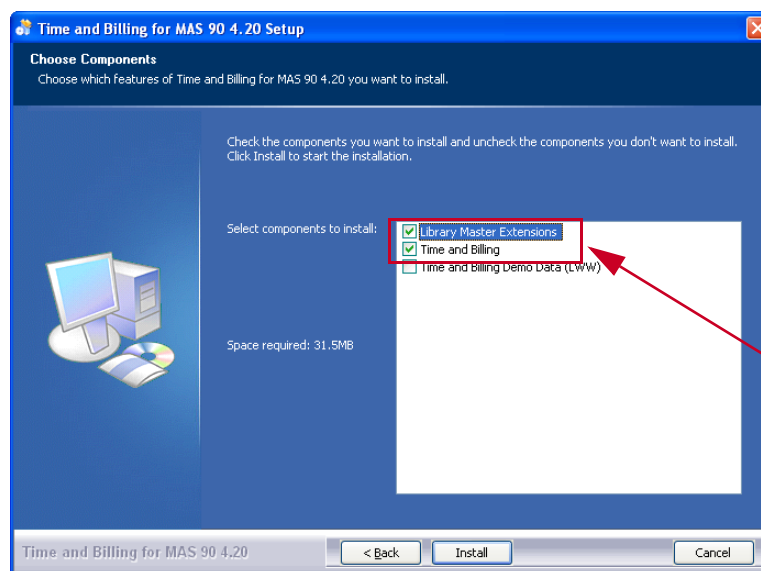 Time and Billing for MAS 90 4.20 Setup
Choose Components
Choose which features of Time and Billing for MAS 90 4.20 you want to install.
Check the components you want to install and uncheck the components you don't want to install.
Click Install to start the installation.
Select components to install:
Library Master Extensions
Time and Billing
Time and Billing Demo Data (LWW)
Space required: 31.5MB
Time and Billing for MAS 90 4.20
< Back
Install
Cancel